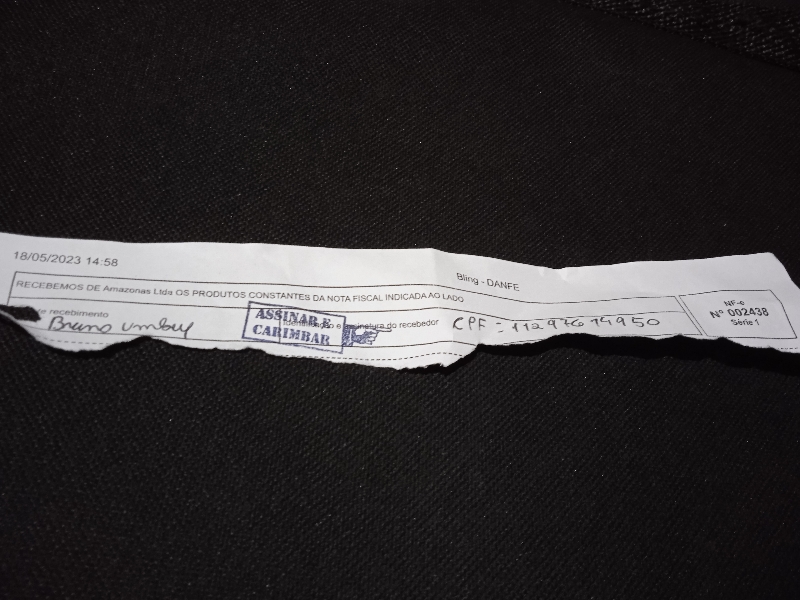 18/05/2023 14:58
Bling - DANFE
RECEBEMOS DE Amazonas Ltda OS PRODUTOS CONSTANTES DA NOTA FISCAL INDICADA AO LADO
NF-e
Nº 002438
Série 1
recebimento
Bruno
ASSINAR E
CARIMBAR
e assinatura do recebedor
CPF - 11297614950